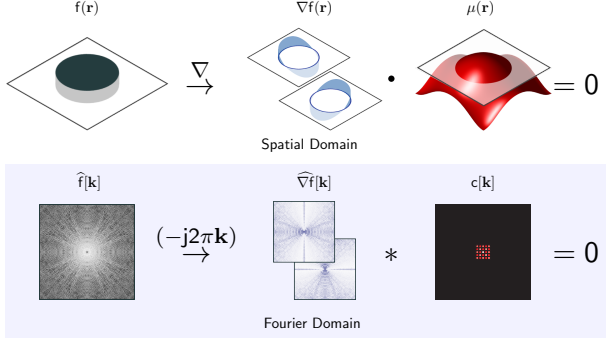 f(r) ∇f(r) μ(r)
∇
→ · = 0
Spatial Domain
f̂[k] ∇̂f[k] c[k]
(−j2πk)
→ ∗ = 0
Fourier Domain